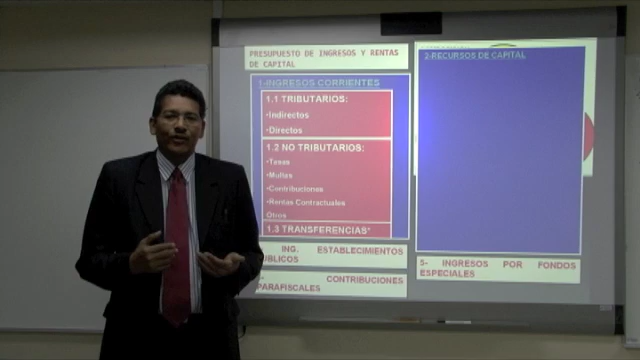 PRESUPUESTO DE INGRESOS Y RENTAS
DE CAPITAL
1-INGRESOS CORRIENTES
1.1 TRIBUTARIOS:
•Indirectos
•Directos
1.2 NO TRIBUTARIOS:
•Tasas
•Multas
•Contribuciones
•Rentas Contractuales
Otros
1.3 TRANSFERENCIAS*
ING. ESTABLECIMIENTOS
CONTRIBUCIONES
PARAFISCALES
2-RECURSOS DE CAPITAL
5- INGRESOS POR FONDOS
ESPECIALES